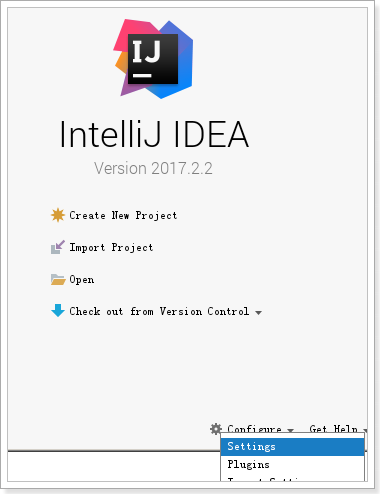 IJ
IntelliJ IDEA
Version 2017.2.2
Create New Project
Import Project
Open
Check out from Version Control
Configure Get Help
Settings
Plugins